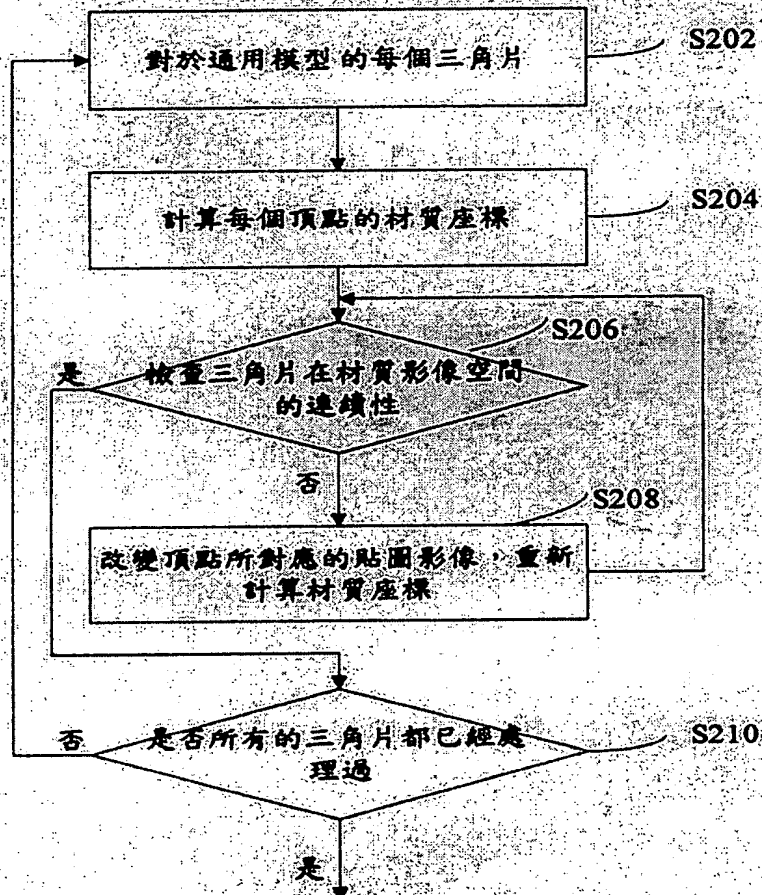 對於通用模型的每個三角片
S202
計算每個頂點的材質座標
S204
S206
是
檢查三角片在材質影像空間
的連續性
否
S208
改變頂點所對應的貼圖影像，重新
計算材質座標
否
是否所有的三角片都已經處
理過
S210
是